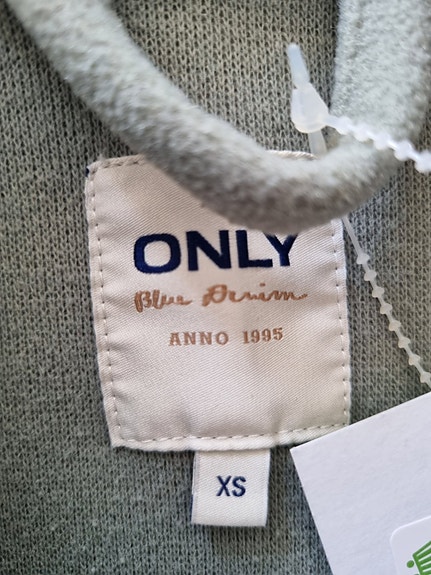 ONLY
Blue Denim
ANNO 1995
XS